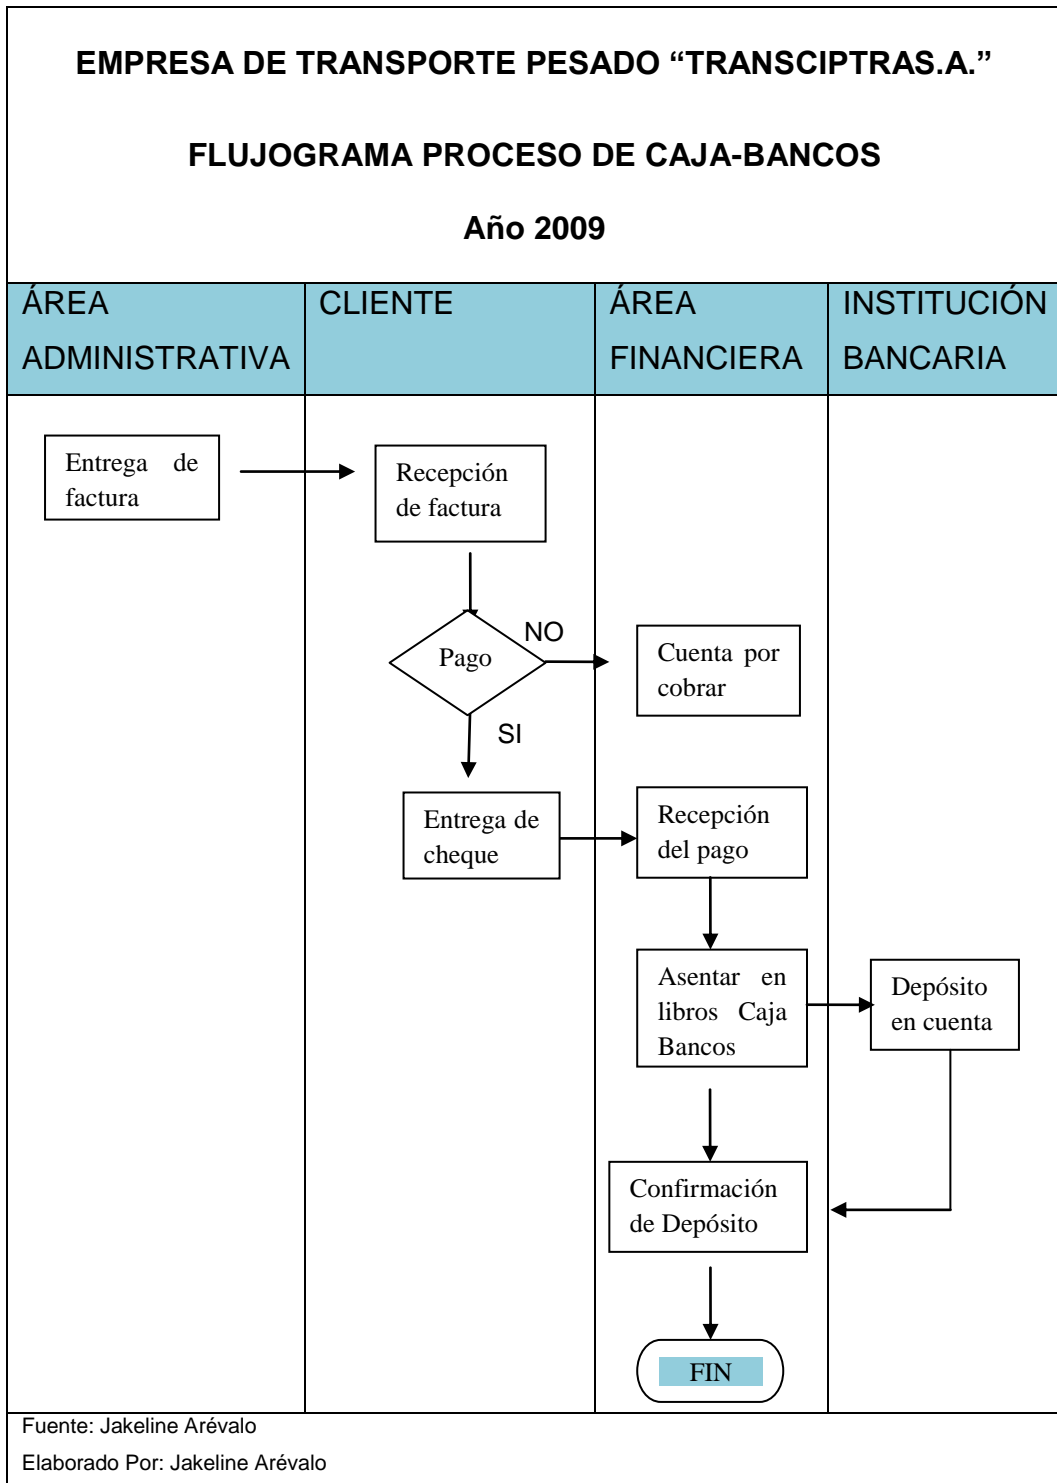 EMPRESA DE TRANSPORTE PESADO “TRANSCIPTRAS.A.”
FLUJOGRAMA PROCESO DE CAJA-BANCOS
Año 2009
ÁREA
ADMINISTRATIVA
CLIENTE
ÁREA
FINANCIERA
INSTITUCIÓN
BANCARIA
Entrega de
factura
Recepción
de factura
Pago
NO
Cuenta por
cobrar
SI
Entrega de
cheque
Recepción
del pago
Asentar en
libros Caja
Bancos
Depósito
en cuenta
Confirmación
de Depósito
FIN
Fuente: Jakeline Arévalo
Elaborado Por: Jakeline Arévalo